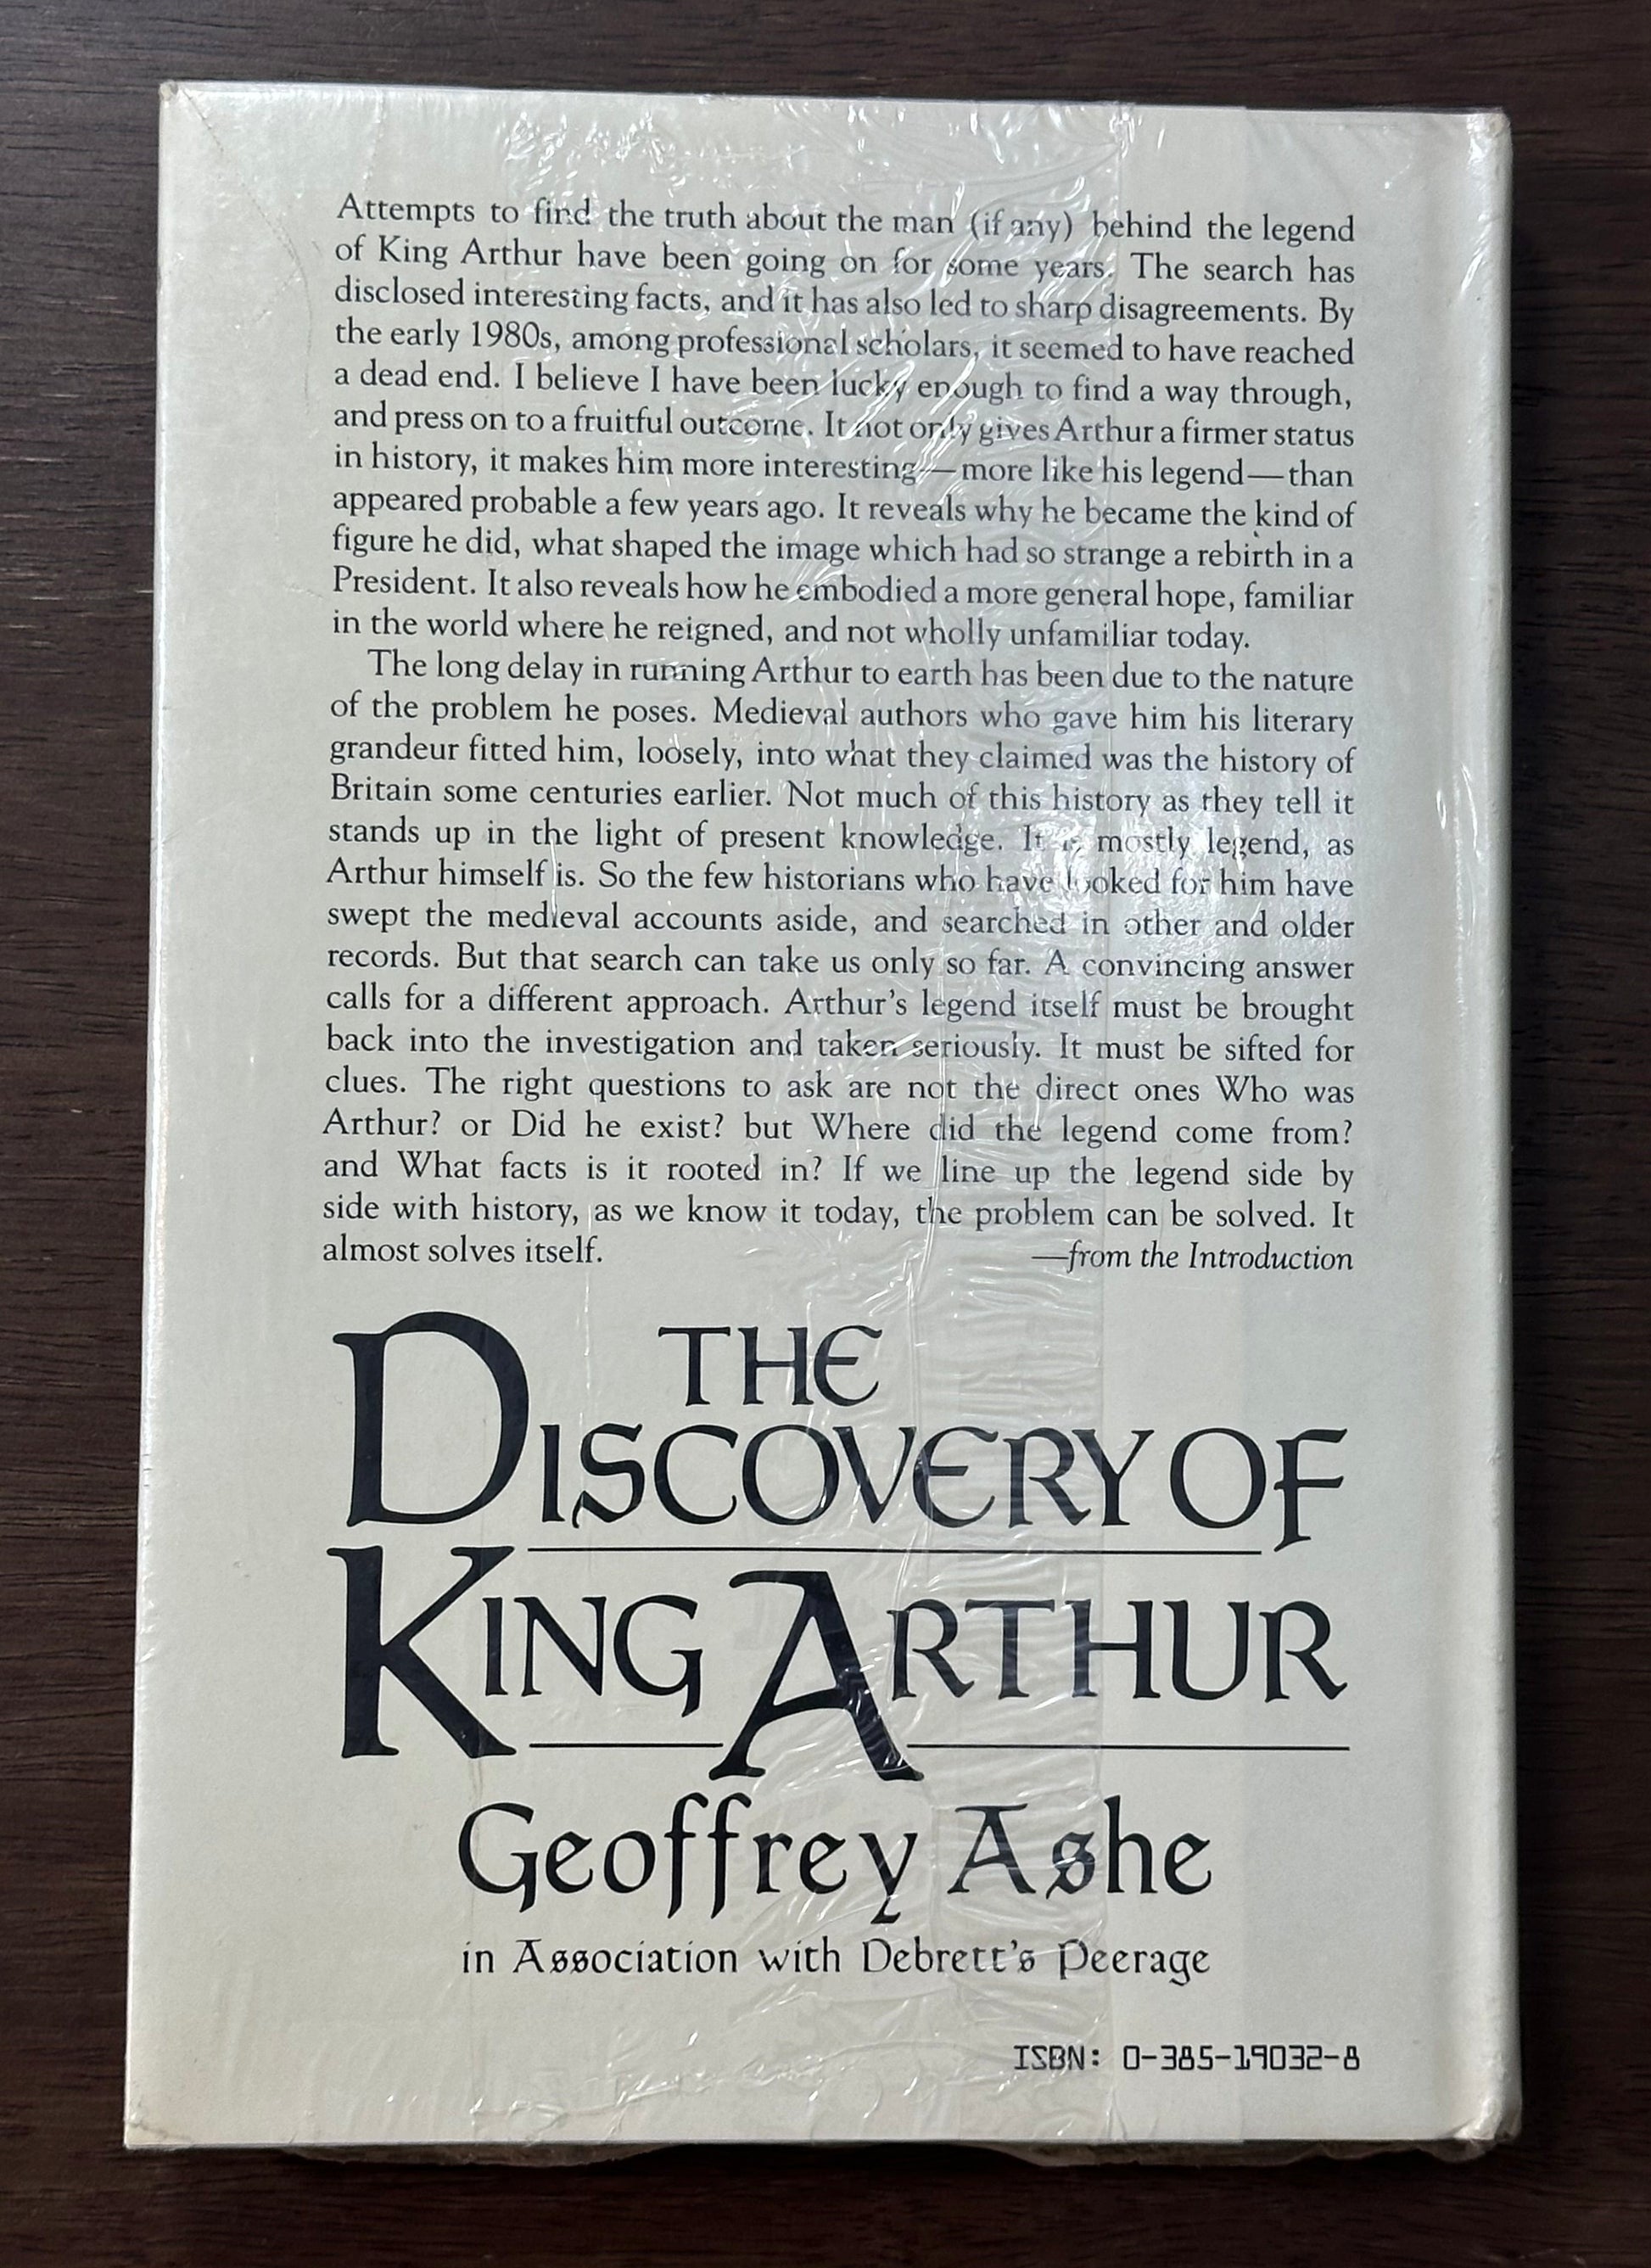 Attempts to find the truth about the man (if any) behind the legend
of King Arthur have been going on for some years. The search has
disclosed interesting facts, and it has also led to sharp disagreements. By
the early 1980s, among professional scholars, it seemed to have reached
a dead end. I believe I have been lucky enough to find a way through,
and press on to a fruitful outcome. It not only gives Arthur a firmer status
in history, it makes him more interesting—more like his legend—than
appeared probable a few years ago. It reveals why he became the kind of
figure he did, what shaped the image which had so strange a rebirth in a
President. It also reveals how he embodied a more general hope, familiar
in the world where he reigned, and not wholly unfamiliar today.
The long delay in running Arthur to earth has been due to the nature
of the problem he poses. Medieval authors who gave him his literary
grandeur fitted him, loosely, into what they claimed was the history of
Britain some centuries earlier. Not much of this history as they tell it
stands up in the light of present knowledge. It is mostly legend, as
Arthur himself is. So the few historians who have looked for him have
swept the medieval accounts aside, and searched in other and older
records. But that search can take us only so far. A convincing answer
calls for a different approach. Arthur's legend itself must be brought
back into the investigation and taken seriously. It must be sifted for
clues. The right questions to ask are not the direct ones Who was
Arthur? or Did he exist? but Where did the legend come from?
and What facts is it rooted in? If we line up the legend side by
side with history, as we know it today, the problem can be solved. It
almost solves itself. —from the Introduction
THE
DISCOVERY OF
KING ARTHUR
Geoffrey Ashe
in Association with Debrett's Peerage
ISBN: 0-385-19032-8